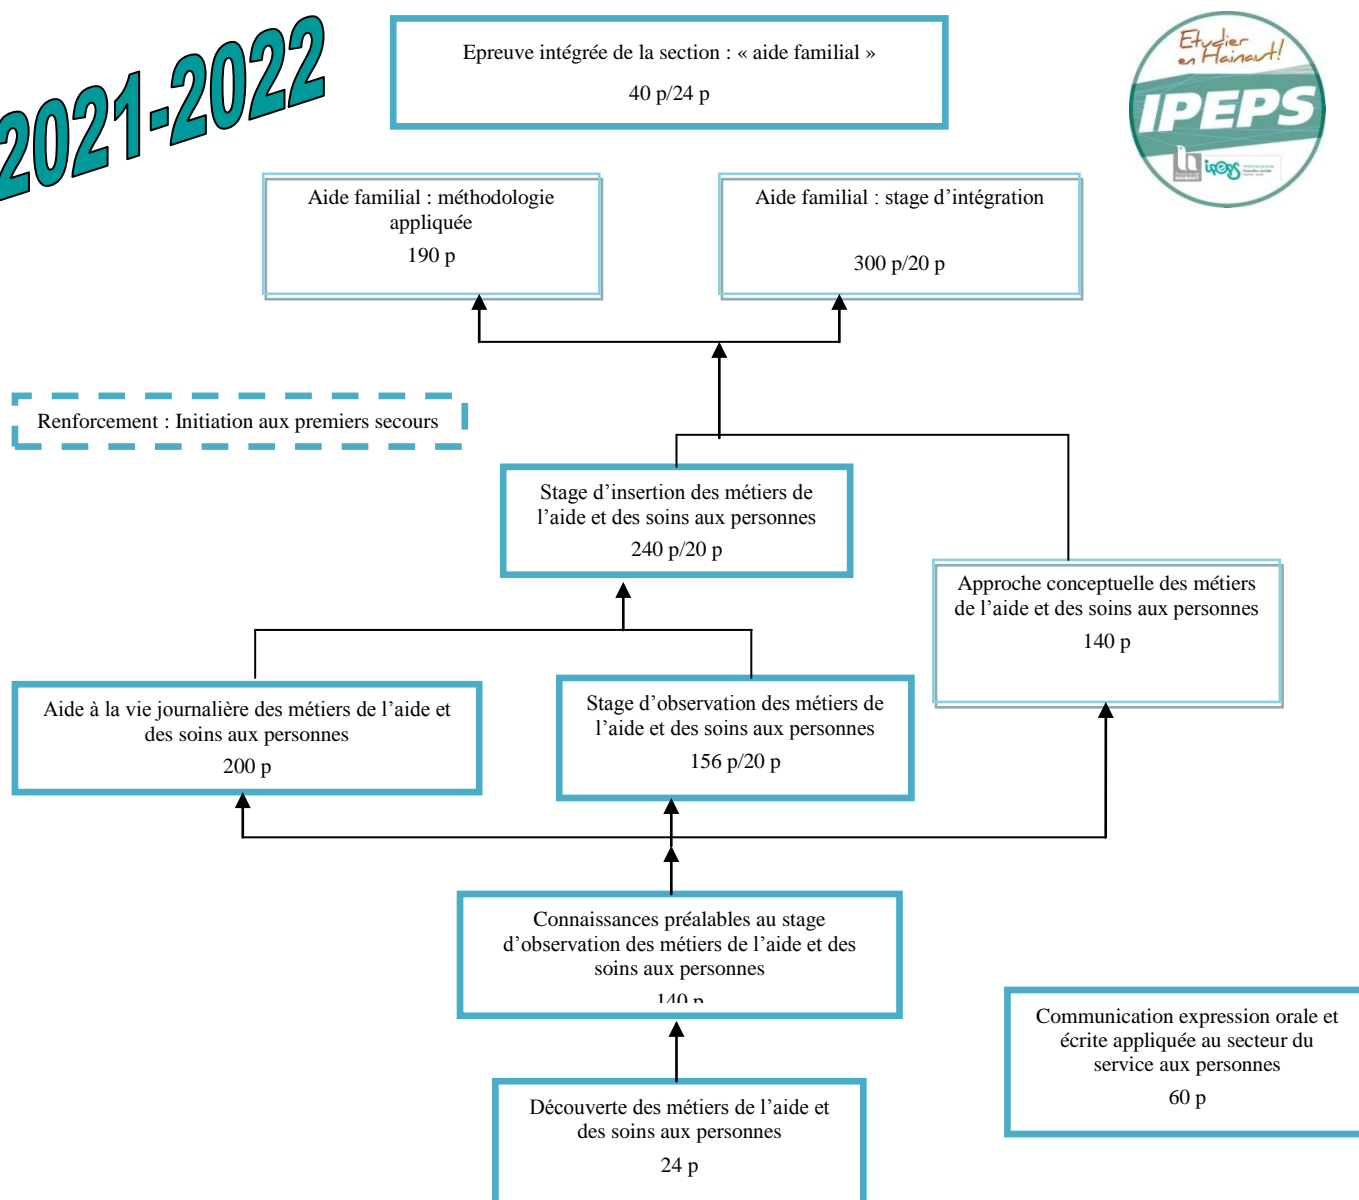 2021-2022
Epreuve intégrée de la section : « aide familial »
40 p/24 p
Etudier
en Hainaut!
IPEPS
ipeps
Aide familial : méthodologie
appliquée
190 p
Aide familial : stage d’intégration
300 p/20 p
Renforcement : Initiation aux premiers secours
Stage d’insertion des métiers de
l’aide et des soins aux personnes
240 p/20 p
Approche conceptuelle des métiers
de l’aide et des soins aux personnes
140 p
Aide à la vie journalière des métiers de l’aide et
des soins aux personnes
200 p
Stage d’observation des métiers de
l’aide et des soins aux personnes
156 p/20 p
Connaissances préalables au stage
d’observation des métiers de l’aide et des
soins aux personnes
140 p
Communication expression orale et
écrite appliquée au secteur du
service aux personnes
60 p
Découverte des métiers de l’aide et
des soins aux personnes
24 p